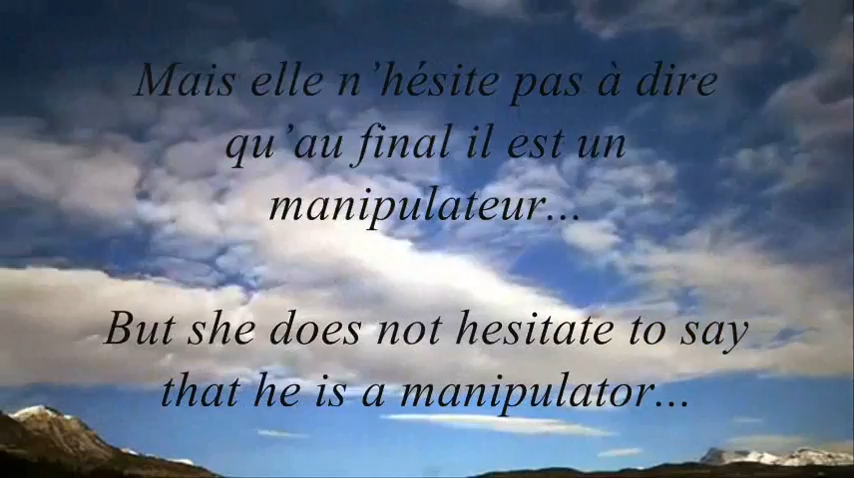 Mais elle n’hésite pas à dire
qu’au final il est un
manipulateur...
But she does not hesitate to say
that he is a manipulator...